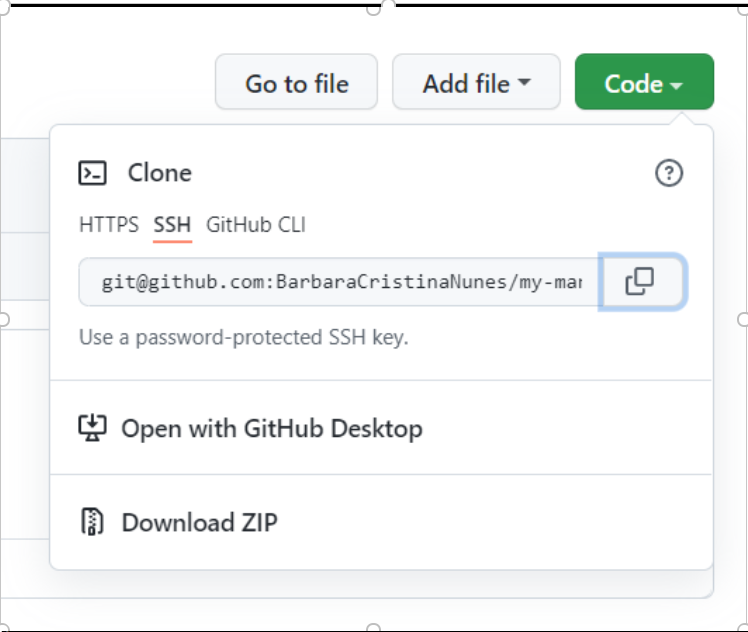 Go to file
Add file
Code
Clone
HTTPS SSH GitHub CLI
git@github.com:BarbaraCristinaNunes/my-mar
Use a password-protected SSH key.
Open with GitHub Desktop
Download ZIP